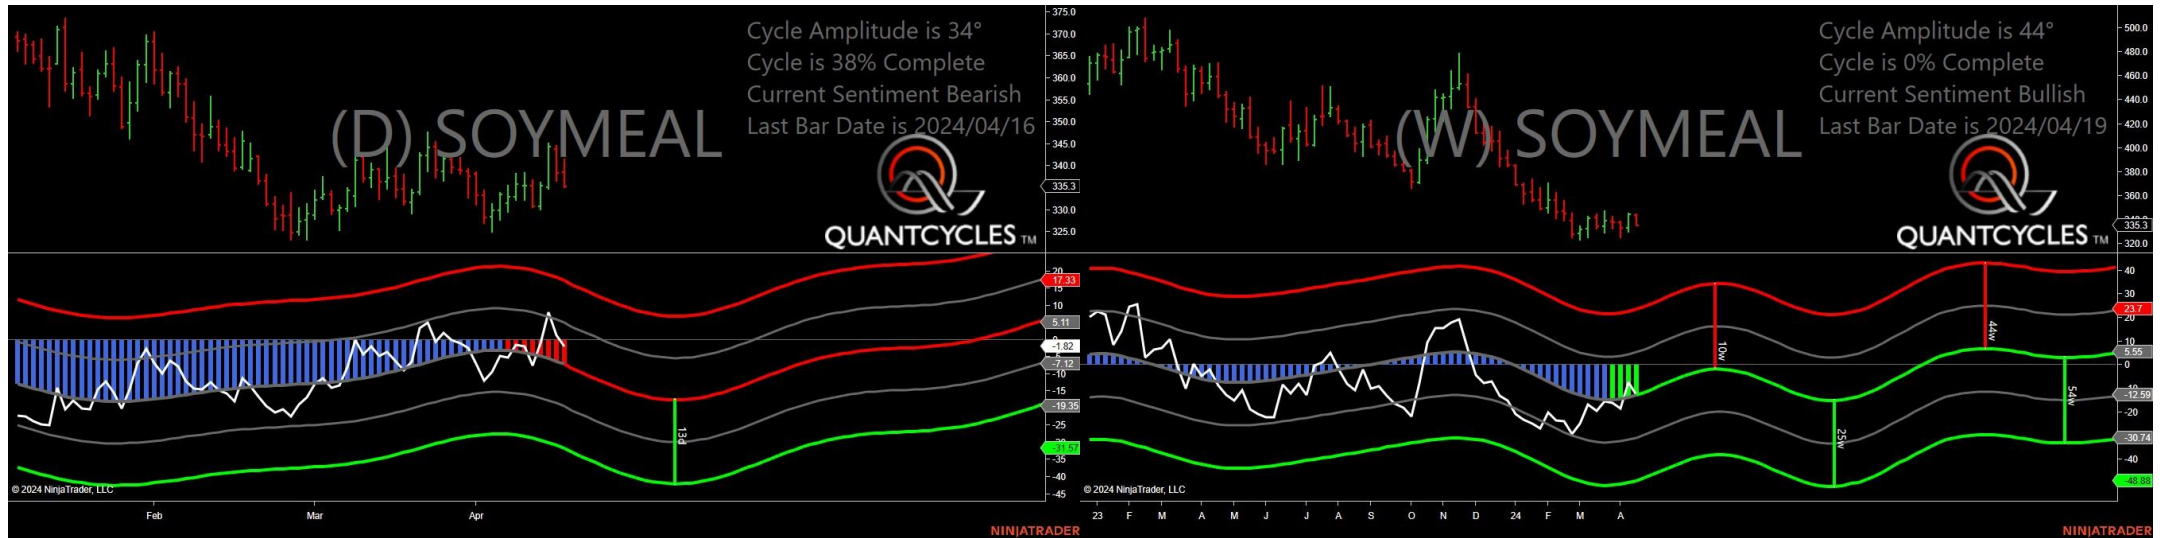 Cycle Amplitude is 34°
Cycle is 38% Complete
Current Sentiment Bearish
Last Bar Date is 2024/04/16
(D) SOYMEAL
QUANTCYCLES TM
375.0
370.0
365.0
360.0
355.0
350.0
345.0
340.0
335.3
330.0
325.0
20
17.33
15
10
5.11
0
-1.82
-7.12
-10
-15
-19.35
-25
-31.57
-35
-40
-45
13d
© 2024 NinjaTrader, LLC
Feb Mar Apr
NINJATRADER
Cycle Amplitude is 44°
Cycle is 0% Complete
Current Sentiment Bullish
Last Bar Date is 2024/04/19
(W) SOYMEAL
QUANTCYCLES TM
500.0
480.0
460.0
440.0
420.0
400.0
380.0
360.0
335.3
320.0
40
30
23.7
20
10
5.55
0
-12.59
-20
-30.74
-40
-48.88
10w
25w
44w
54w
© 2024 NinjaTrader, LLC
23 F M A M J J A S O N D 24 F M A
NINJATRADER